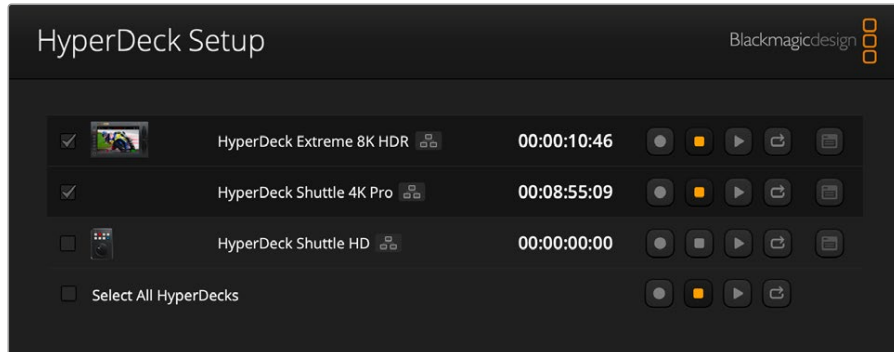 HyperDeck Setup
Blackmagicdesign
HyperDeck Extreme 8K HDR 00:00:10:46
HyperDeck Shuttle 4K Pro 00:08:55:09
HyperDeck Shuttle HD 00:00:00:00
Select All HyperDecks